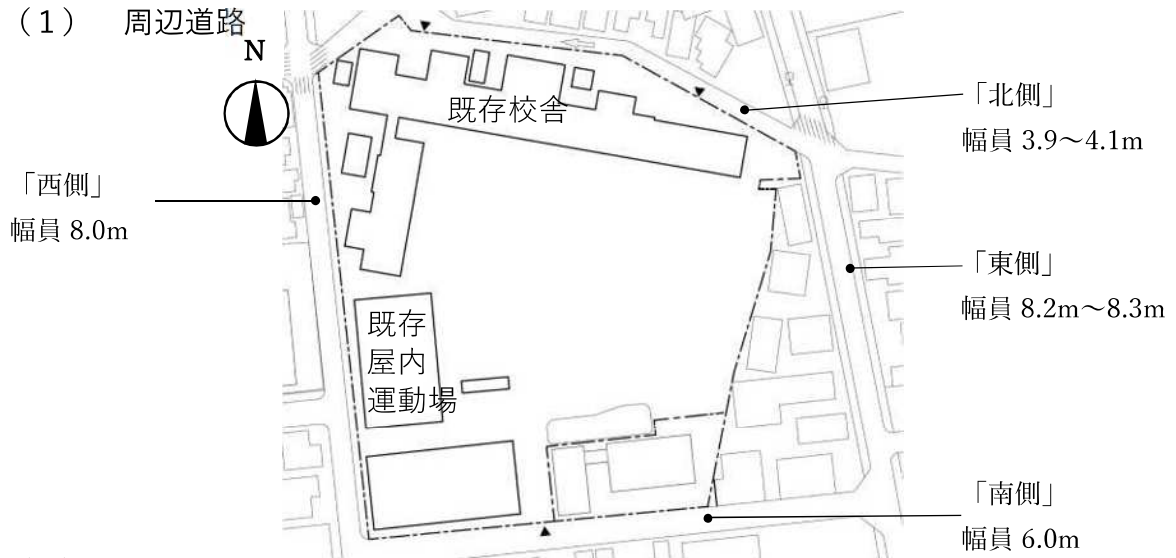 （1） 周辺道路
N
既存校舎
「北側」
幅員 3.9～4.1m
「西側」
幅員 8.0m
「東側」
幅員 8.2m～8.3m
既存
屋内
運動場
「南側」
幅員 6.0m